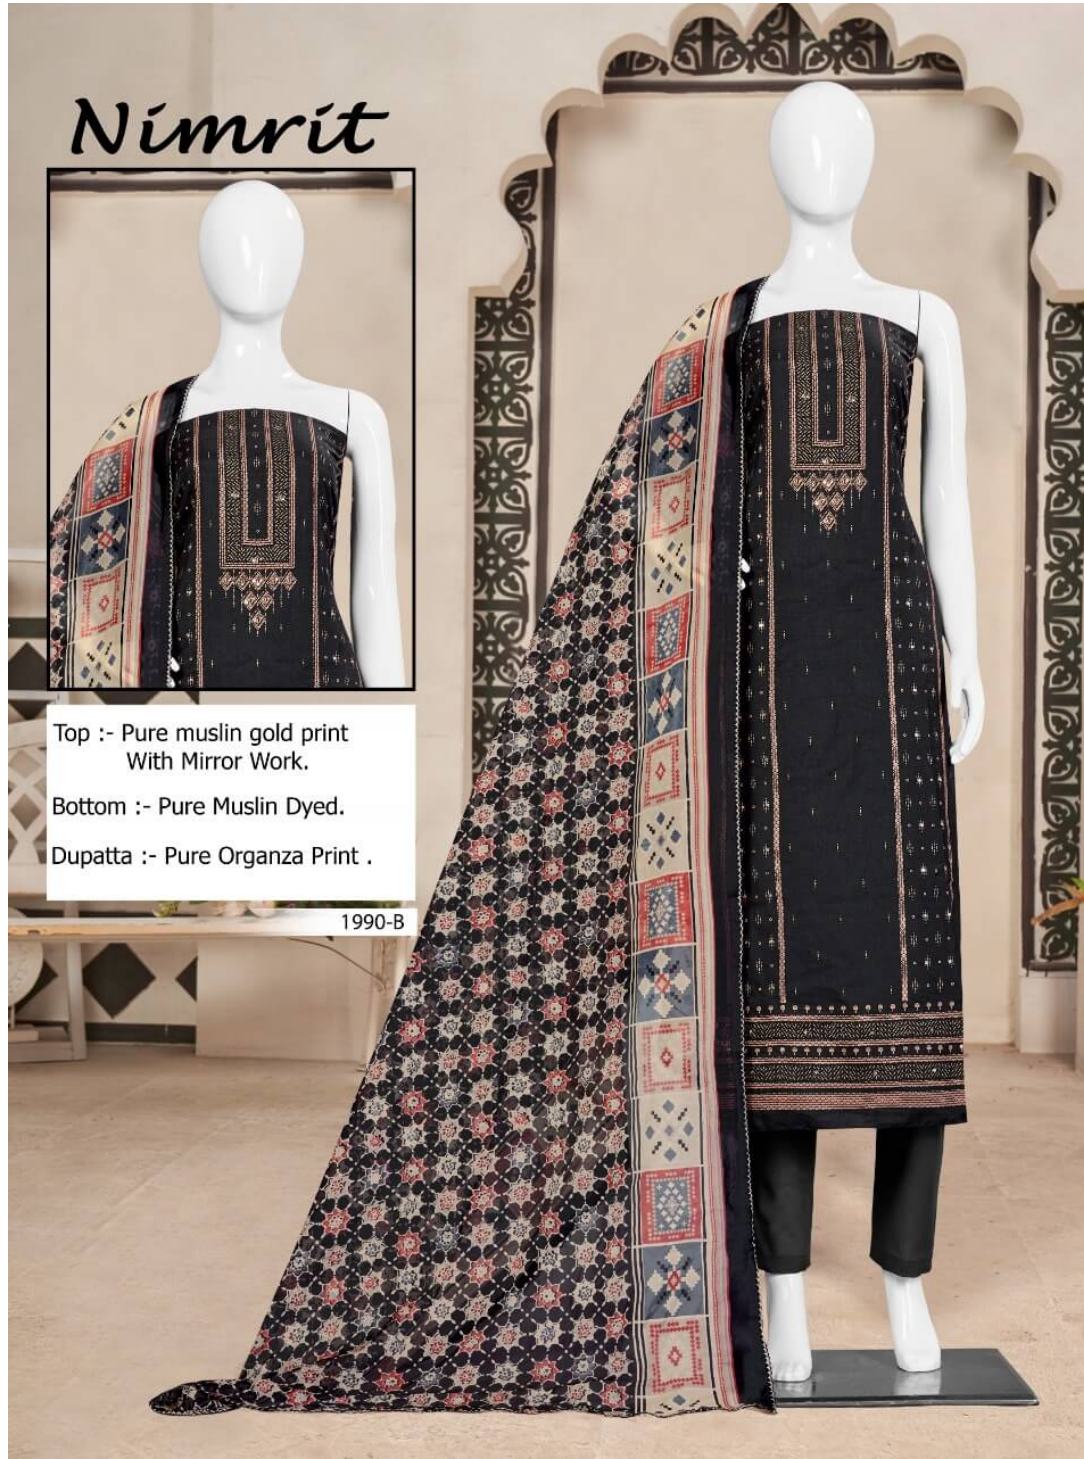 Nimrit
Top :- Pure muslin gold print
With Mirror Work.
Bottom :- Pure Muslin Dyed.
Dupatta :- Pure Organza Print .
1990-B